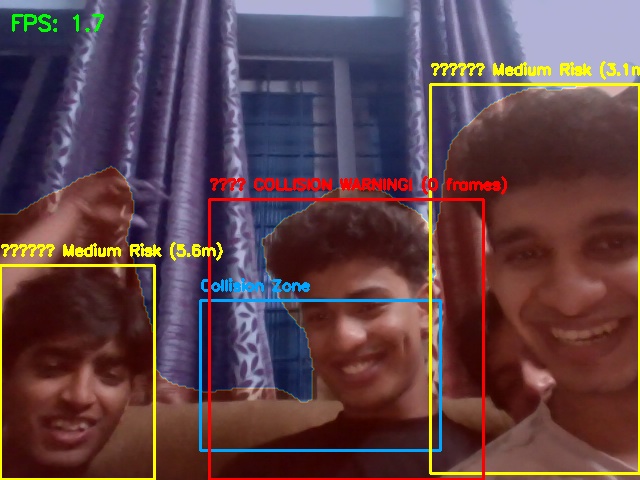 FPS: 1.7
?????? Medium Risk (3.1m
???? COLLISION WARNING! (0 frames)
?????? Medium Risk (5.6m)
Collision Zone